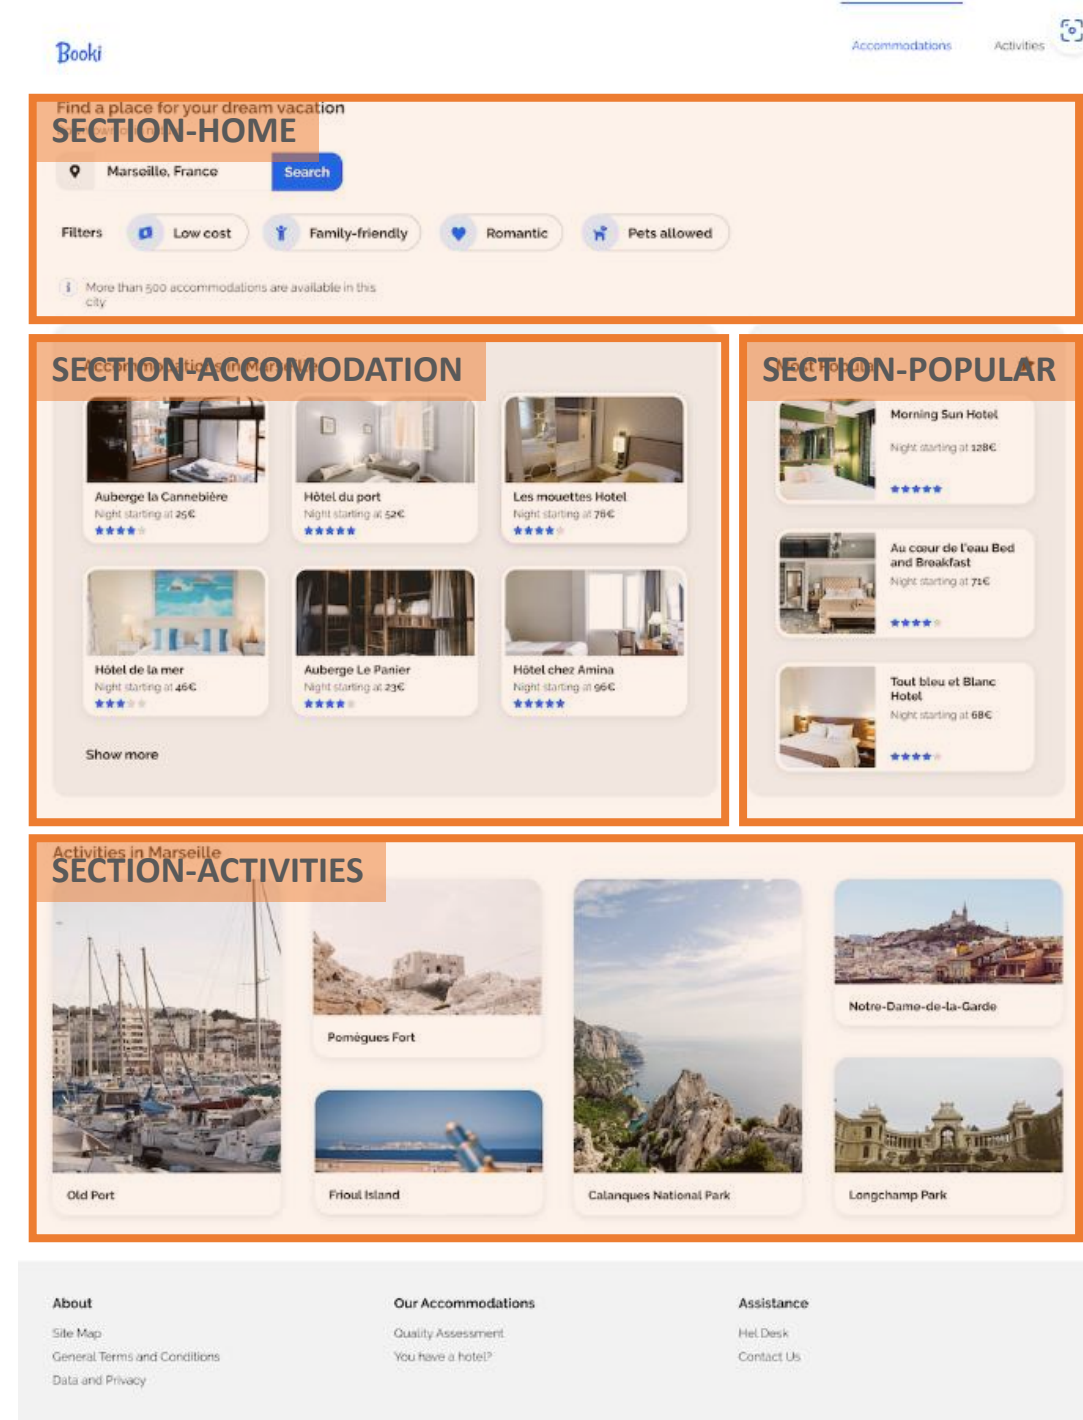 Booki
Accommodations
Activities
Find a place for your dream vacation
SECTION-HOME
Marseille, France
Search
Filters
Low cost
Family-friendly
Romantic
Pets allowed
More than 500 accommodations are available in this
city
Accommodations in Marseille
SECTION-ACCOMODATION
Auberge la Cannebière
Night starting at 25€
Hôtel du port
Night starting at 52€
Les mouettes Hotel
Night starting at 76€
Hôtel de la mer
Night starting at 46€
Auberge Le Panier
Night starting at 23€
Hôtel chez Amina
Night starting at 96€
Show more
Most Popular
SECTION-POPULAR
Morning Sun Hotel
Night starting at 128€
Au cœur de l'eau Bed
and Breakfast
Night starting at 71€
Tout bleu et Blanc
Hotel
Night starting at 68€
Activities in Marseille
SECTION-ACTIVITIES
Old Port
Pomègues Fort
Frioul Island
Calanques National Park
Notre-Dame-de-la-Garde
Longchamp Park
About
Site Map
General Terms and Conditions
Data and Privacy
Our Accommodations
Quality Assessment
You have a hotel?
Assistance
Hel Desk
Contact Us